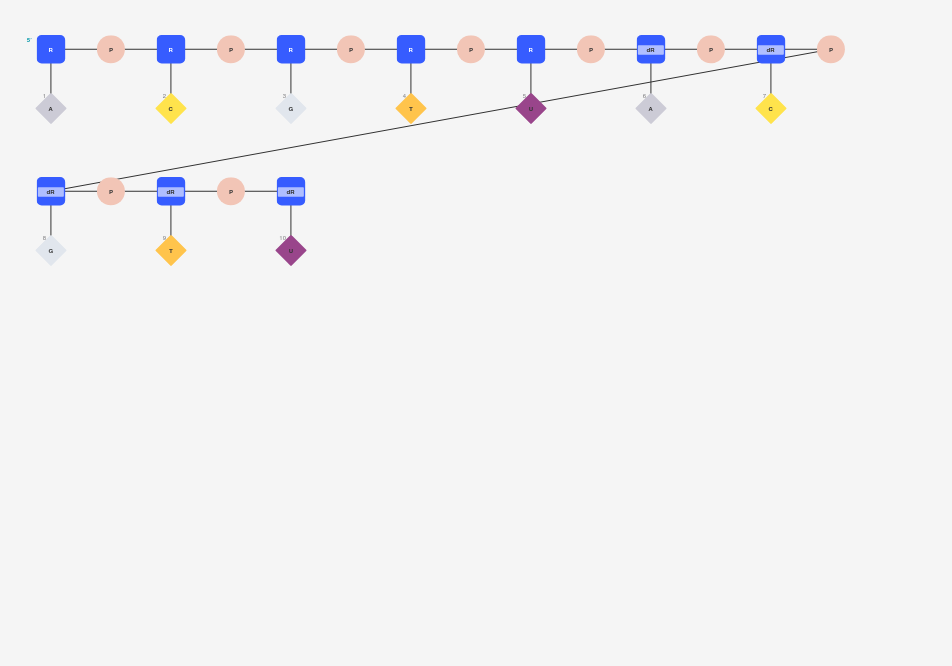 5'
R P R P R P R P R P dR P dR P
1 2 3 4 5 6 7
A C G T U A C
dR P dR P dR
8 9 10
G T U